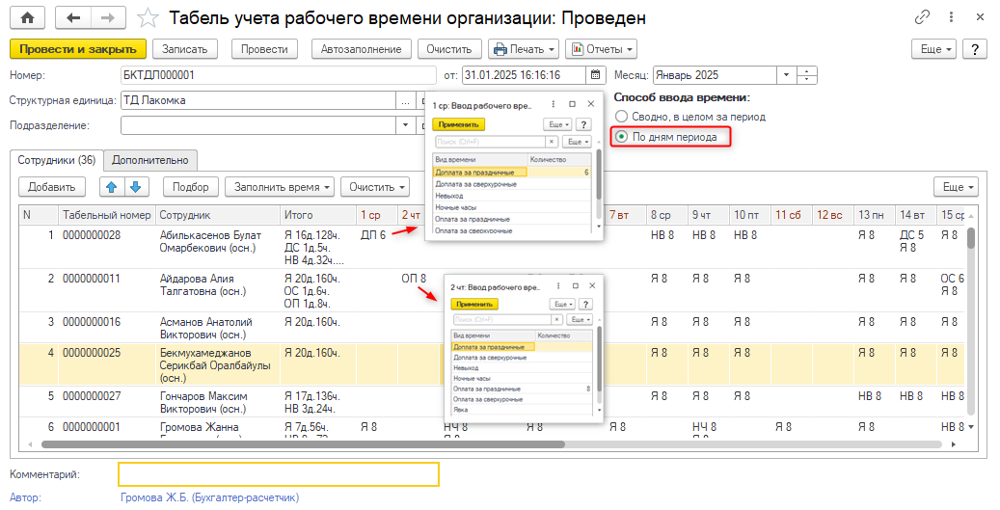 Табель учета рабочего времени организации: Проведен
Провести и закрыть Записать Провести Автозаполнение Очистить Печать Отчеты Еще ?
Номер: БКТДЛ000001 от: 31.01.2025 16:16:16 Месяц: Январь 2025
Структурная единица: ТД Лакомка ...
Подразделение:
Способ ввода времени:
Сводно, в целом за период
По дням периода
Сотрудники (36) Дополнительно
Добавить Подбор Заполнить время Очистить Еще
N Табельный номер Сотрудник Итого 1 ср 2 чт 7 вт 8 ср 9 чт 10 пт 11 сб 12 вс 13 пн 14 вт 15 ср
1 0000000028 Абилькасенов Булат Я 16д.128ч. ДП 6 НВ 8 НВ 8 НВ 8 Я 8 ДС 5 Я 8
Омарбекович (осн.) ДС 1д.5ч. Я 8
НВ 4д.32ч....
2 0000000011 Айдарова Алия Я 20д.160ч. ОП 8 Я 8 Я 8 Я 8 Я 8 Я 8 ОС 6
Талгатовна (осн.) ОС 1д.6ч. Я 8
ОП 1д.8ч.
3 0000000016 Асманов Анатолий Я 20д.160ч. Я 8 Я 8 Я 8 Я 8 Я 8 Я 8
Викторович (осн.)
4 0000000025 Бекмухамеджанов Я 20д.160ч. Я 8 Я 8 Я 8 Я 8 Я 8 Я 8
Серикбай Оралбайулы
(осн.)
5 0000000027 Гончаров Максим Я 17д.136ч. Я 8 Я 8 Я 8 НВ 8 НВ 8 НВ 8
Викторович (осн.) НВ 3д.24ч.
6 0000000001 Громова Жанна Я 7д.56ч. Я 8 НЧ 8 Я 8 Я 8 НЧ 8 Я 8 Я 8 Я 8 НВ 8
1 ср: Ввод рабочего вре..
Применить Еще ?
Поиск (Ctrl+F) × Еще
Вид времени Количество
Доплата за праздничные 6
Доплата за сверхурочные
Невыход
Ночные часы
Оплата за праздничные
Оплата за сверхурочные
2 чт: Ввод рабочего вре..
Применить Еще ?
Поиск (Ctrl+F) × Еще
Вид времени Количество
Доплата за праздничные
Доплата за сверхурочные
Невыход
Ночные часы
Оплата за праздничные 8
Оплата за сверхурочные
Явка
Комментарий:
Автор: Громова Ж.Б. (Бухгалтер-расчетчик)